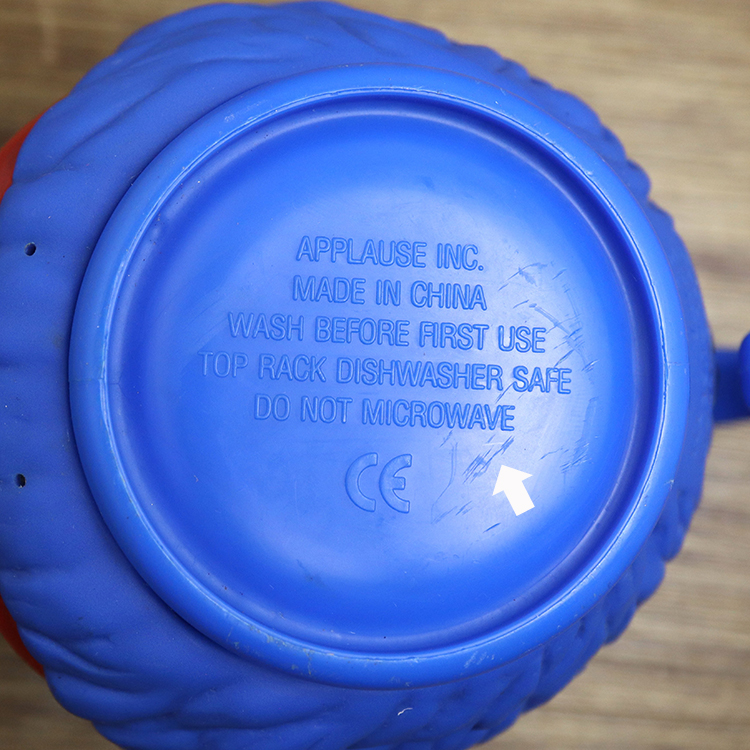 APPLAUSE INC.
MADE IN CHINA
WASH BEFORE FIRST USE
TOP RACK DISHWASHER SAFE
DO NOT MICROWAVE
CE